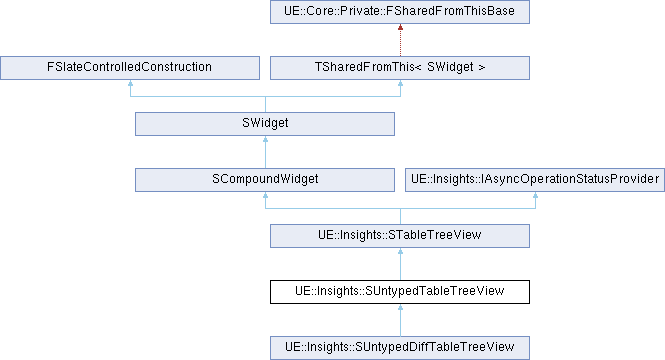 UE::Core::Private::FSharedFromThisBase
FSlateControlledConstruction
TSharedFromThis< SWidget >
SWidget
SCompoundWidget
UE::Insights::IAsyncOperationStatusProvider
UE::Insights::STableTreeView
UE::Insights::SUntypedTableTreeView
UE::Insights::SUntypedDiffTableTreeView